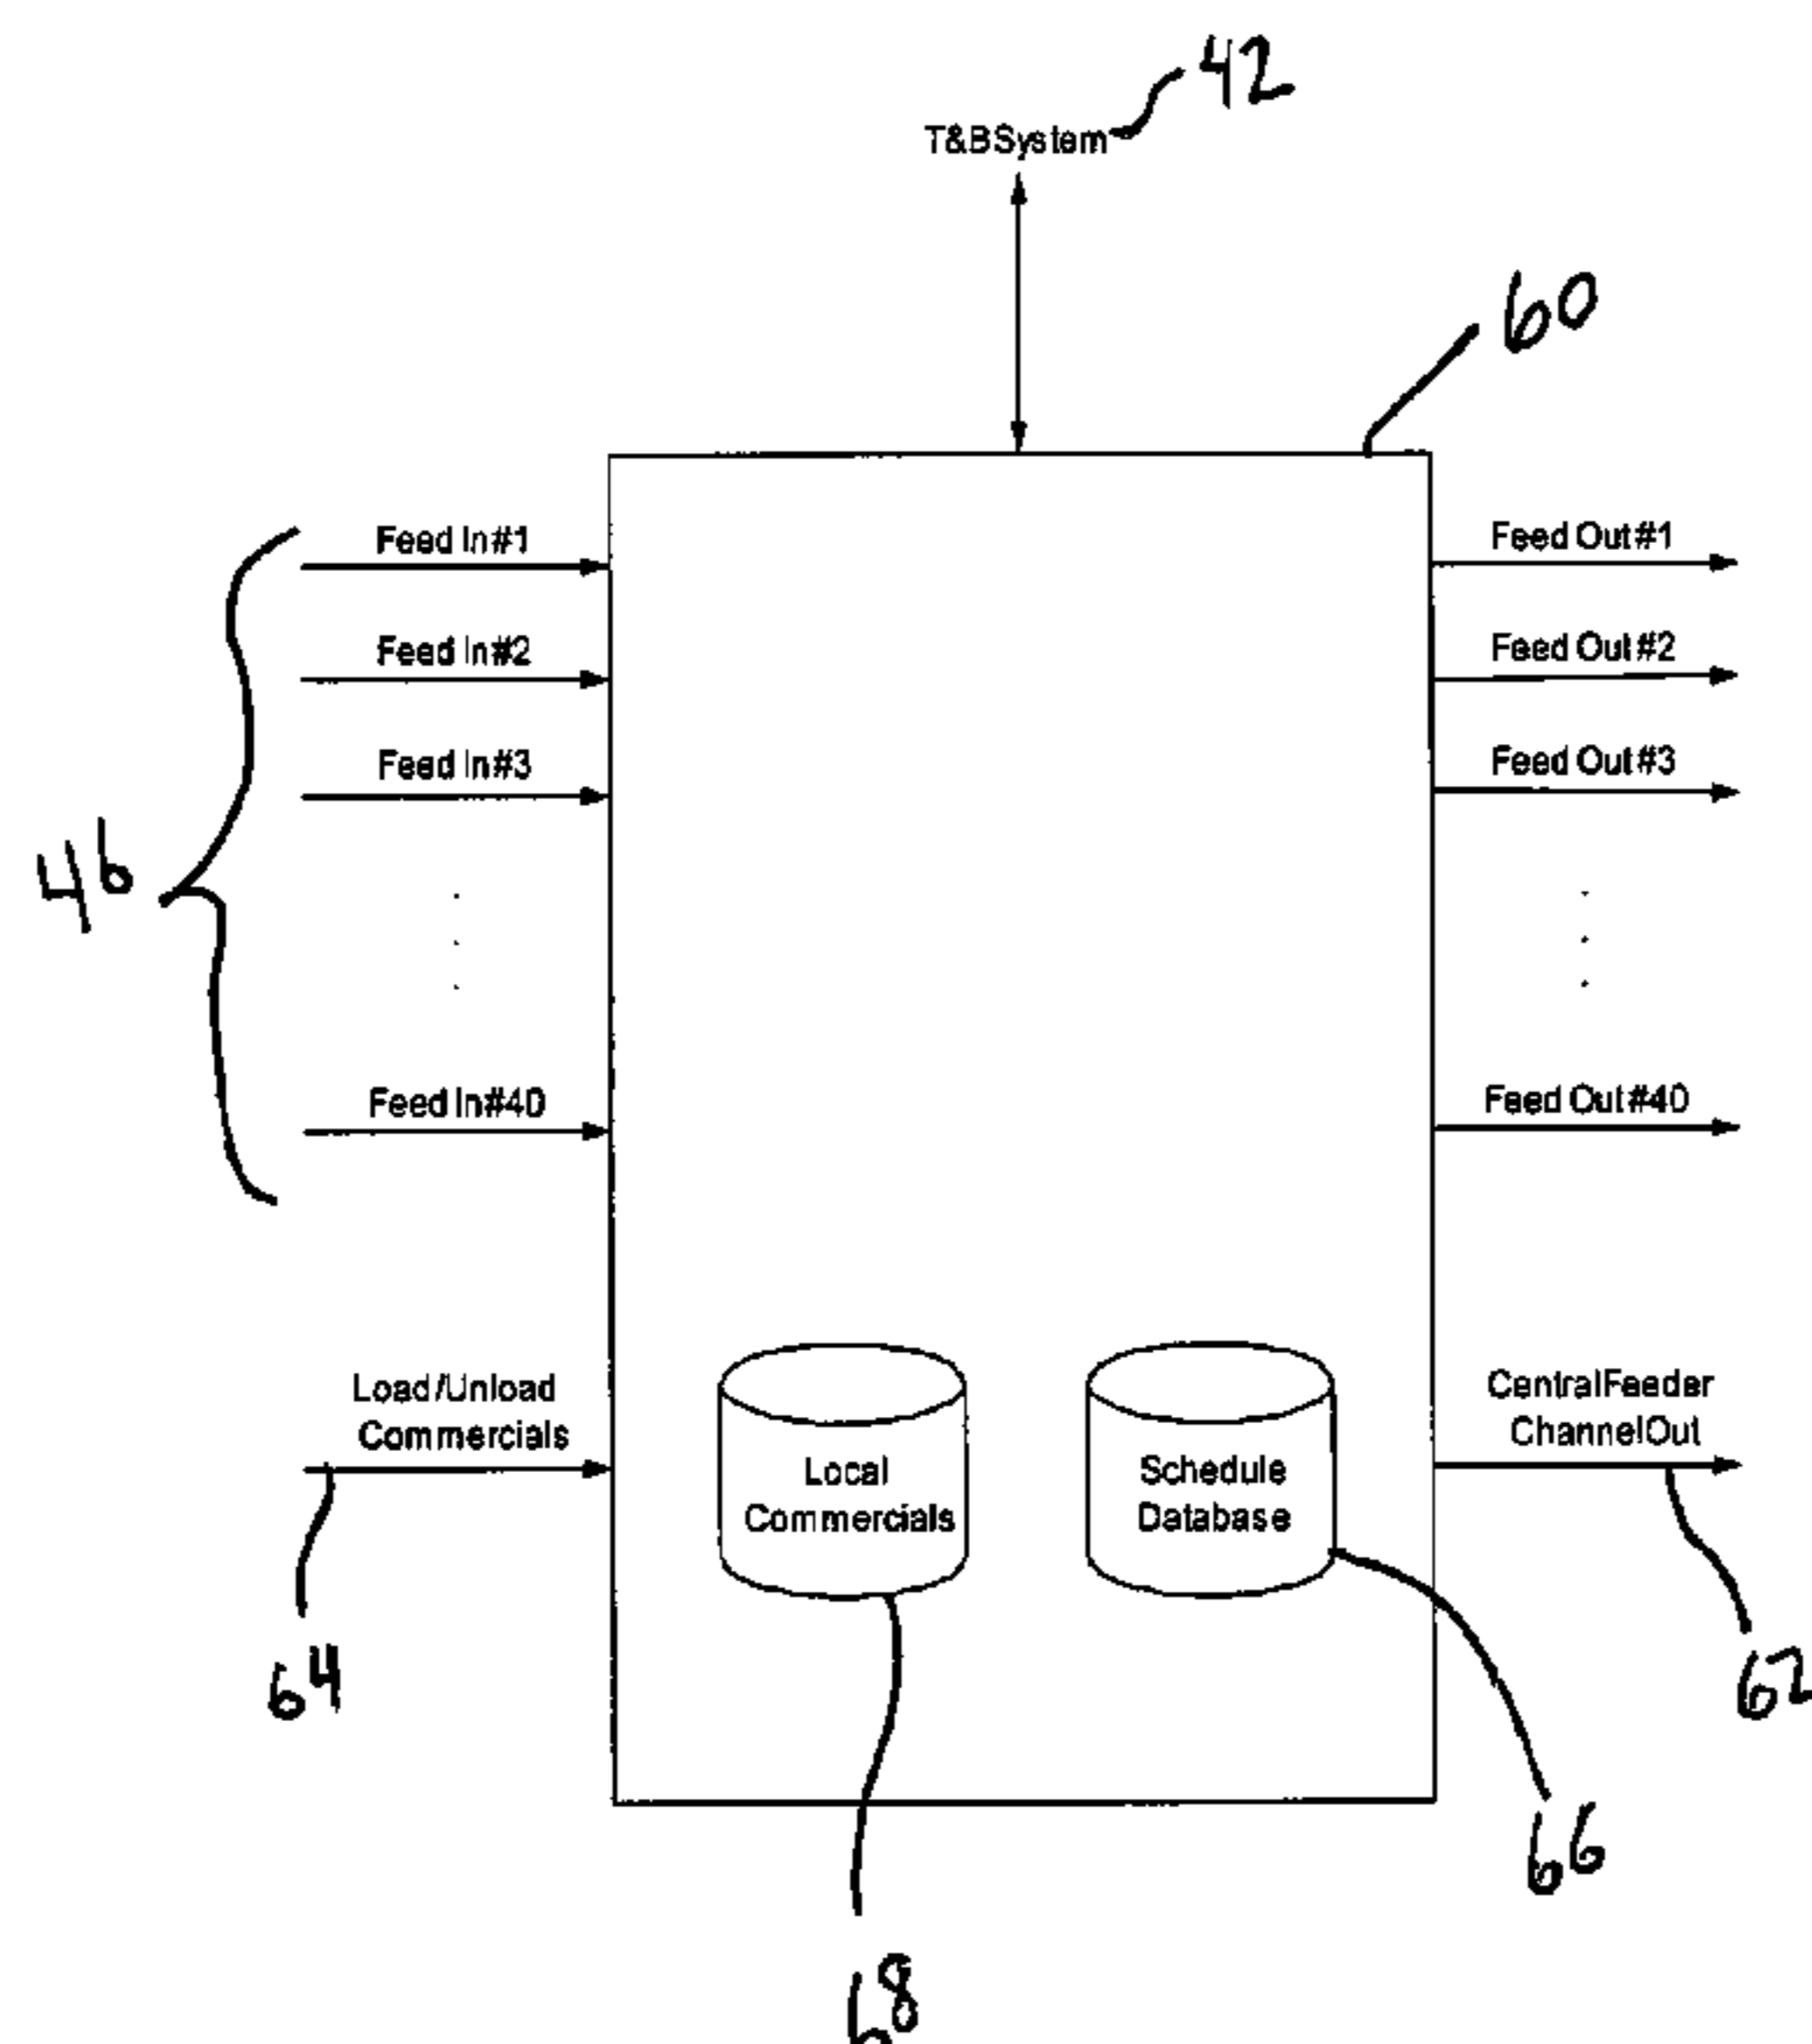 42
T&BSystem
60
Feed In#1
Feed Out#1
Feed In#2
Feed Out#2
Feed In#3
Feed Out#3
46
Feed In#40
Feed Out#40
Load/Unload
Commercials
CentralFeeder
ChannelOut
Local
Commercials
Schedule
Database
64
62
66
68